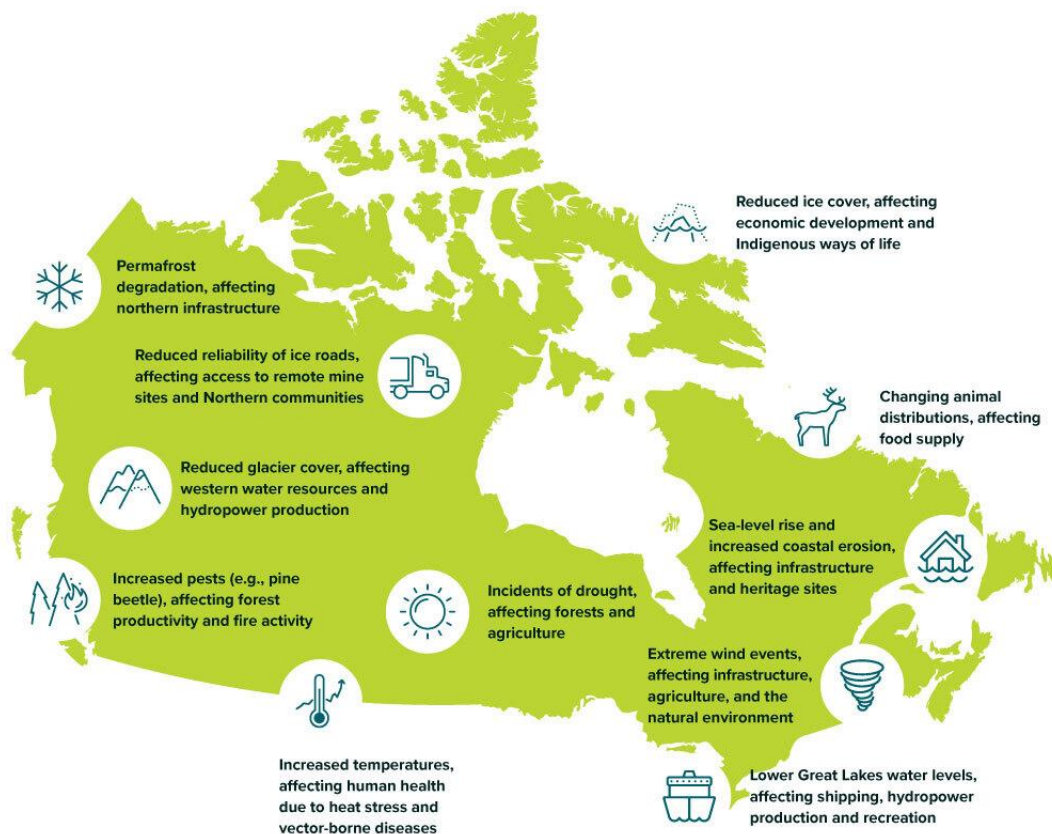 Reduced ice cover, affecting
economic development and
Indigenous ways of life
Permafrost
degradation, affecting
northern infrastructure
Reduced reliability of ice roads,
affecting access to remote mine
sites and Northern communities
Changing animal
distributions, affecting
food supply
Reduced glacier cover, affecting
western water resources and
hydropower production
Sea-level rise and
increased coastal erosion,
affecting infrastructure
and heritage sites
Increased pests (e.g., pine
beetle), affecting forest
productivity and fire activity
Incidents of drought,
affecting forests and
agriculture
Extreme wind events,
affecting infrastructure,
agriculture, and the
natural environment
Increased temperatures,
affecting human health
due to heat stress and
vector-borne diseases
Lower Great Lakes water levels,
affecting shipping, hydropower
production and recreation